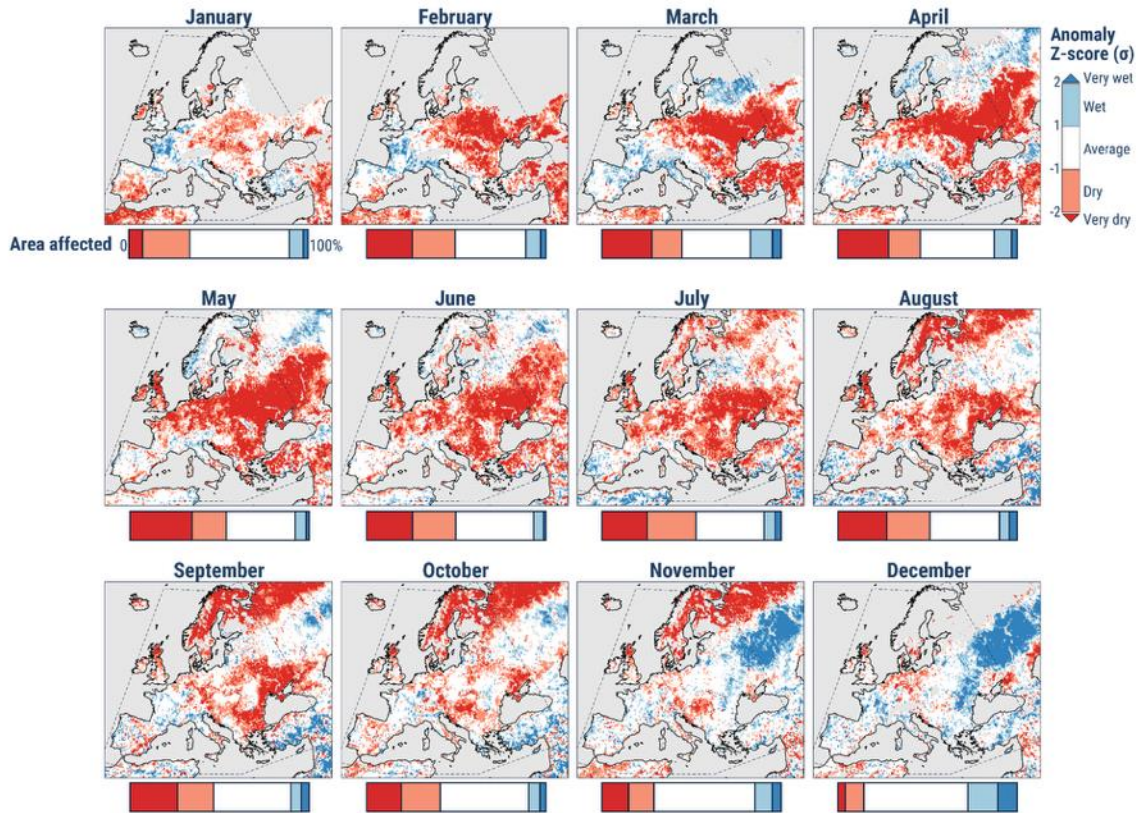 January
February
March
April
Anomaly
Z-score (σ)
2
Very wet
Wet
1
Average
-1
Dry
-2
Very dry
Area affected 0
100%
May
June
July
August
September
October
November
December